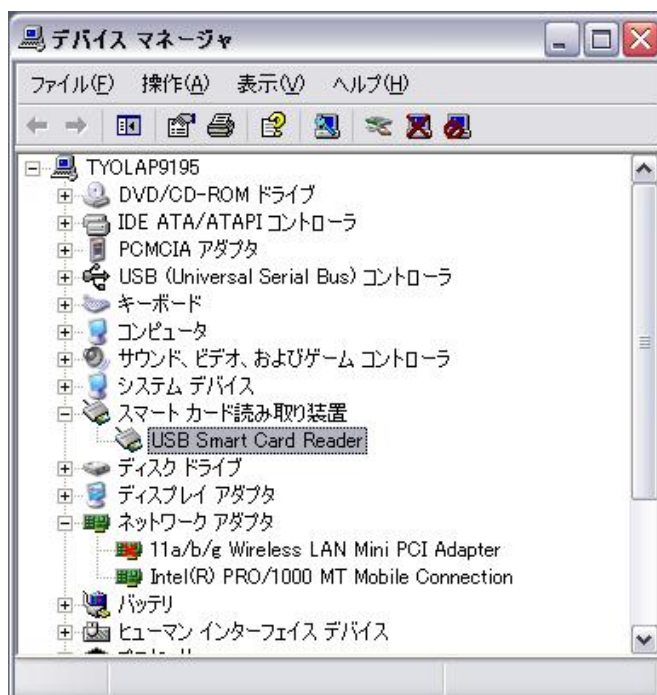 デバイス マネージャ
ファイル(F) 操作(A) 表示(V) ヘルプ(H)
TYOLAP9195
DVD/CD-ROM ドライブ
IDE ATA/ATAPI コントローラ
PCMCIA アダプタ
USB (Universal Serial Bus) コントローラ
キーボード
コンピュータ
サウンド、ビデオ、およびゲーム コントローラ
システム デバイス
スマート カード読み取り装置
USB Smart Card Reader
ディスク ドライブ
ディスプレイ アダプタ
ネットワーク アダプタ
11a/b/g Wireless LAN Mini PCI Adapter
Intel(R) PRO/1000 MT Mobile Connection
バッテリ
ヒューマン インターフェイス デバイス